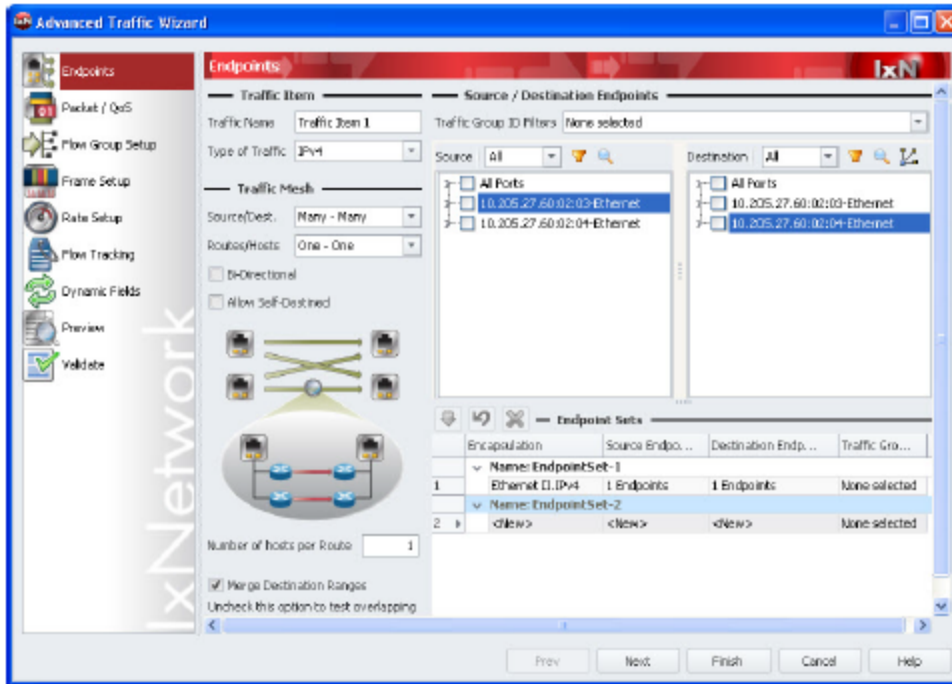 IxN Advanced Traffic Wizard
Endpoints
Packet / QoS
Flow Group Setup
Frame Setup
Rate Setup
Flow Tracking
Dynamic Fields
Preview
Validate
IxNetwork
Endpoints
IxN
Traffic Item
Traffic Name Traffic Item 1
Type of Traffic IPv4
Traffic Mesh
Source/Dest. Many - Many
Routes/Hosts One - One
Bi-Directional
Allow Self-Destined
Number of hosts per Route 1
Merge Destination Ranges
Uncheck this option to test overlapping
Source / Destination Endpoints
Traffic Group ID Filters None selected
Source All
All Ports
10.205.27.60:02:03-Ethernet
10.205.27.60:02:04-Ethernet
Destination All
All Ports
10.205.27.60:02:03-Ethernet
10.205.27.60:02:04-Ethernet
Endpoint Sets
Encapsulation Source Endpo... Destination Endp... Traffic Gro...
Name: EndpointSet-1
1 Ethernet II.IPv4 1 Endpoints 1 Endpoints None selected
Name: EndpointSet-2
2 <New> <New> <New> None selected
Prev Next Finish Cancel Help